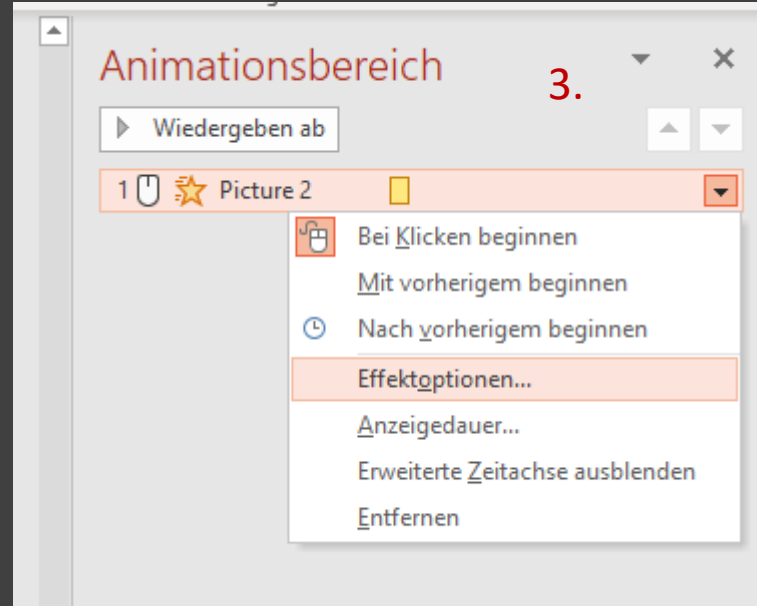 Animationsbereich
3.
Wiedergeben ab
1 Picture 2
Bei Klicken beginnen
Mit vorherigem beginnen
Nach vorherigem beginnen
Effektoptionen...
Anzeigedauer...
Erweiterte Zeitachse ausblenden
Entfernen